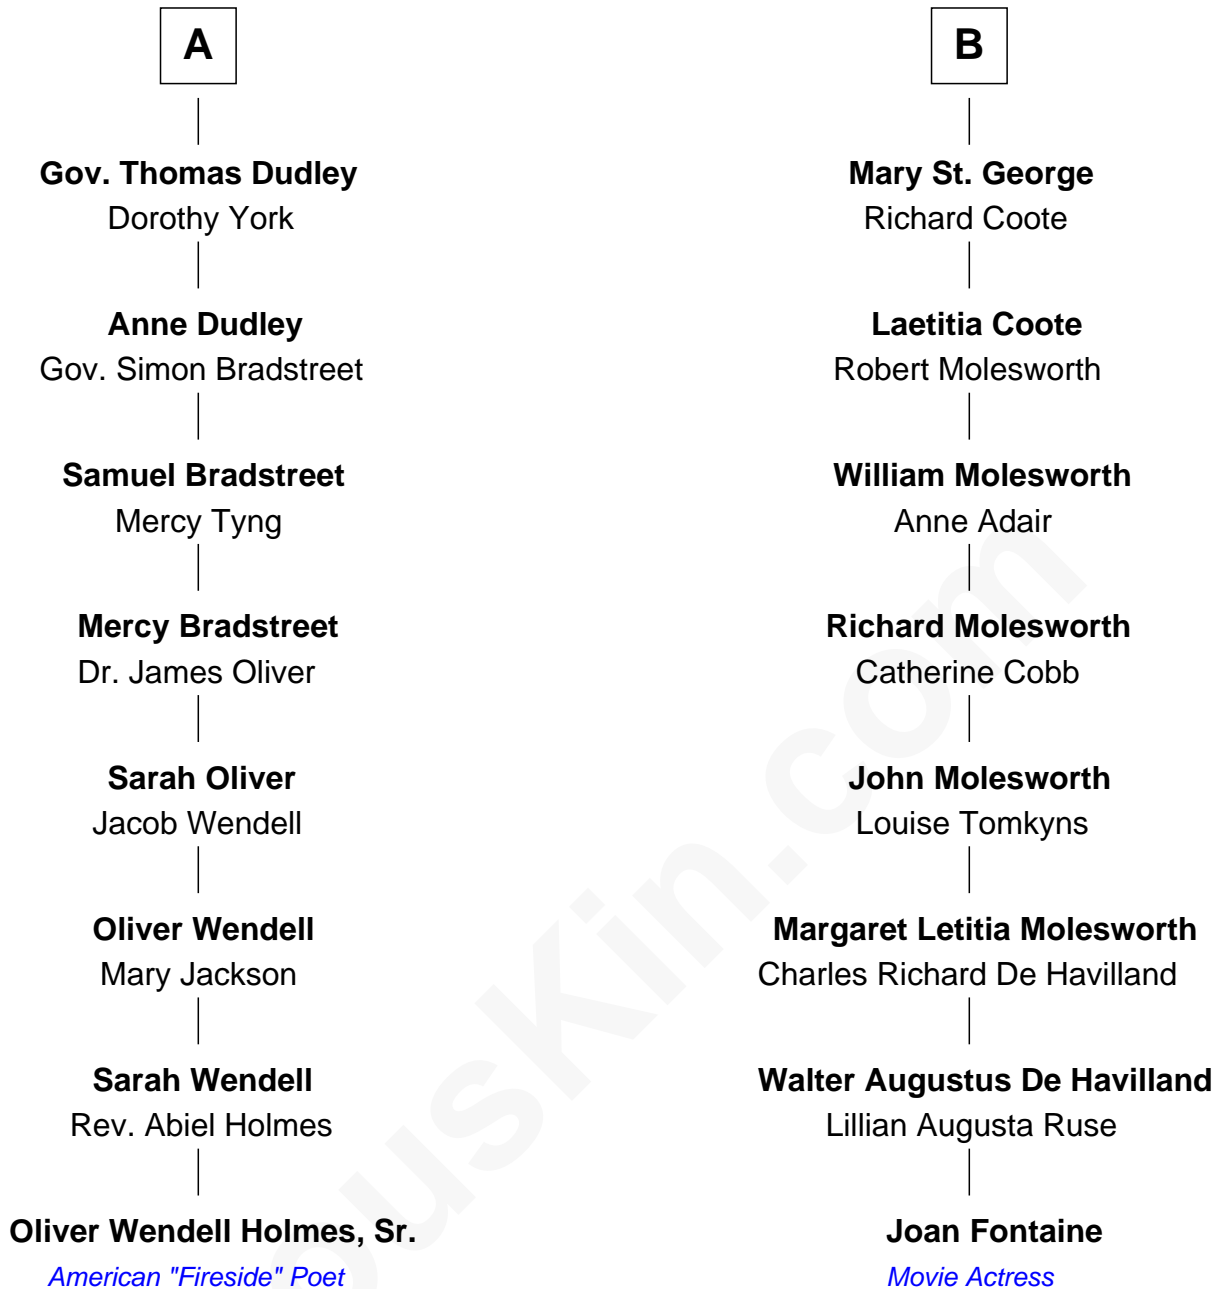 A
Gov. Thomas Dudley
Dorothy York
Anne Dudley
Gov. Simon Bradstreet
Samuel Bradstreet
Mercy Tyng
Mercy Bradstreet
Dr. James Oliver
Sarah Oliver
Jacob Wendell
Oliver Wendell
Mary Jackson
Sarah Wendell
Rev. Abiel Holmes
Oliver Wendell Holmes, Sr.
American "Fireside" Poet
B
Mary St. George
Richard Coote
Laetitia Coote
Robert Molesworth
William Molesworth
Anne Adair
Richard Molesworth
Catherine Cobb
John Molesworth
Louise Tomkyns
Margaret Letitia Molesworth
Charles Richard De Havilland
Walter Augustus De Havilland
Lillian Augusta Ruse
Joan Fontaine
Movie Actress
ousKin.com